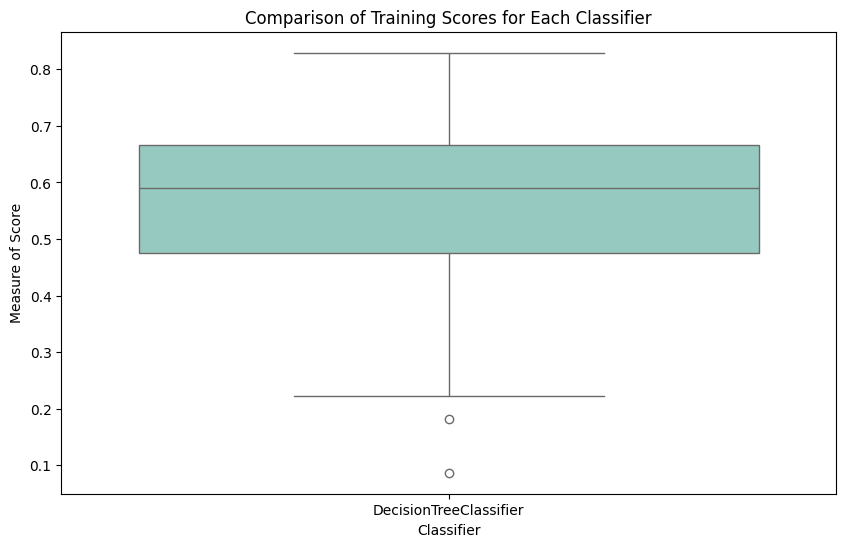 Comparison of Training Scores for Each Classifier
Measure of Score
0.8
0.7
0.6
0.5
0.4
0.3
0.2
0.1
DecisionTreeClassifier
Classifier